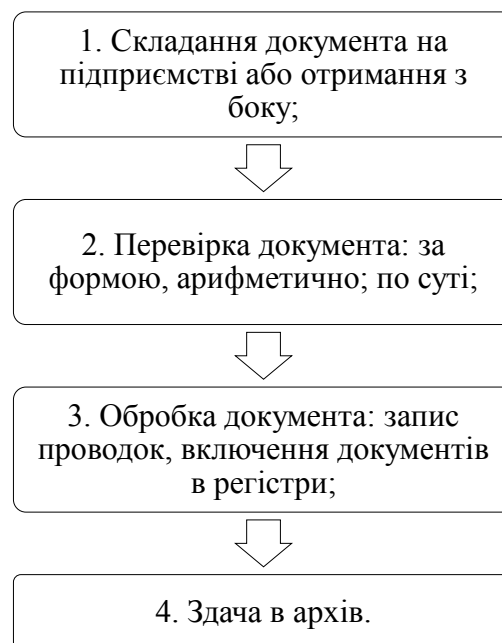 1. Складання документа на
підприємстві або отримання з
боку;
2. Перевірка документа: за
формою, арифметично; по суті;
3. Обробка документа: запис
проводок, включення документів
в регістри;
4. Здача в архів.